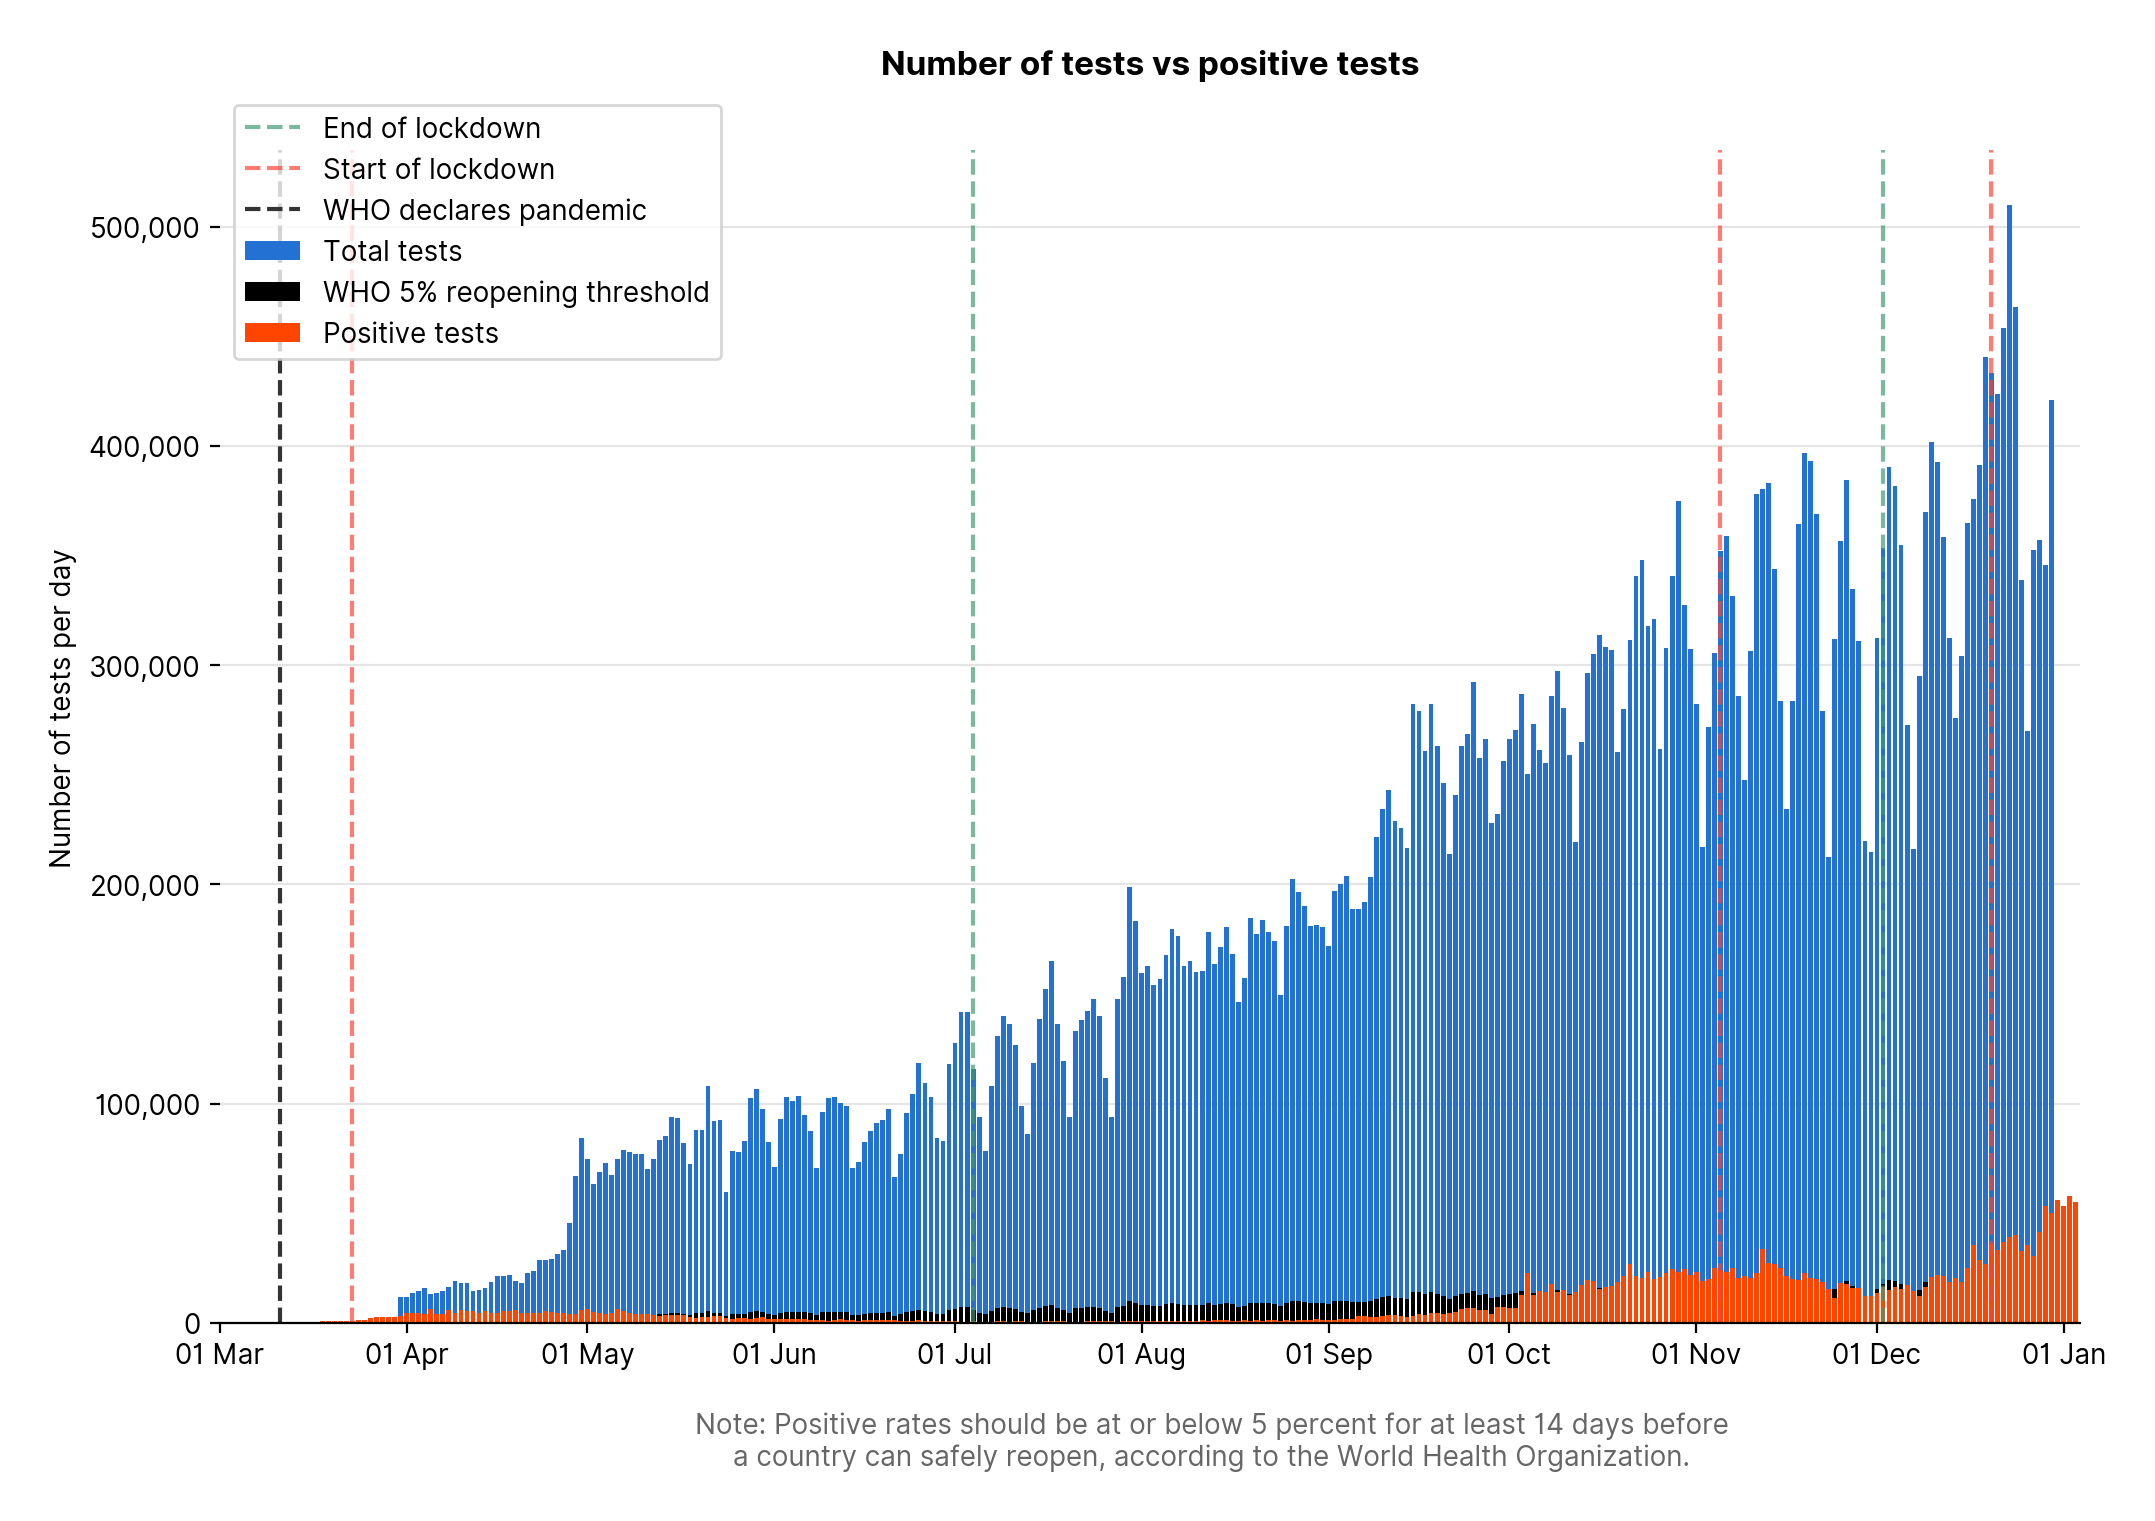 Number of tests vs positive tests
End of lockdown
Start of lockdown
WHO declares pandemic
Total tests
WHO 5% reopening threshold
Positive tests
Number of tests per day
500,000
400,000
300,000
200,000
100,000
0
01 Mar 01 Apr 01 May 01 Jun 01 Jul 01 Aug 01 Sep 01 Oct 01 Nov 01 Dec 01 Jan
Note: Positive rates should be at or below 5 percent for at least 14 days before
a country can safely reopen, according to the World Health Organization.